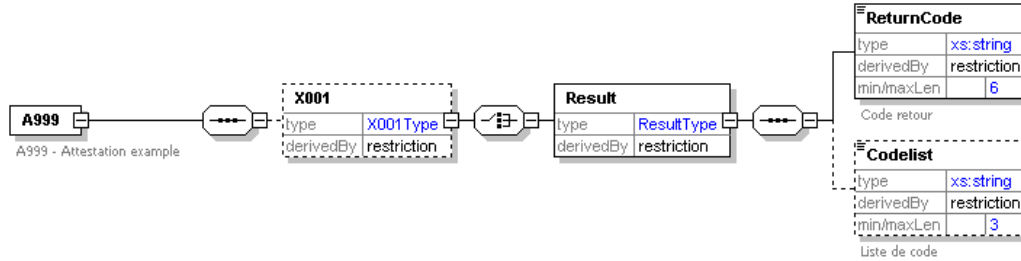 A999
A999 - Attestation example
X001
type X001Type
derivedBy restriction
Result
type ResultType
derivedBy restriction
ReturnCode
type xs:string
derivedBy restriction
min/maxLen 6
Code retour
Codelist
type xs:string
derivedBy restriction
min/maxLen 3
Liste de code